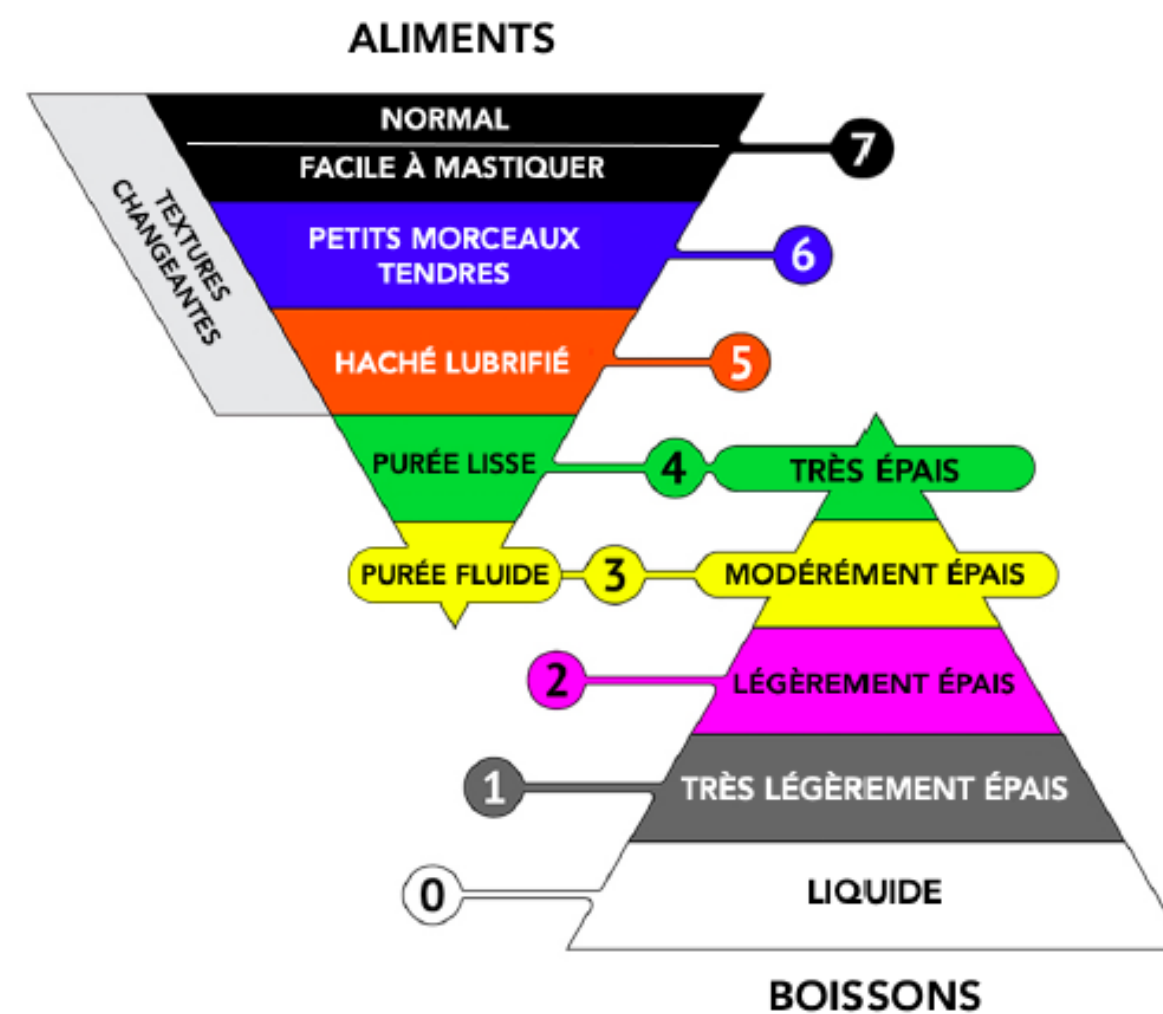 ALIMENTS
NORMAL
FACILE À MASTIQUER
7
TEXTURES
CHANGEANTES
PETITS MORCEAUX
TENDRES
6
HACHÉ LUBRIFIÉ
5
PURÉE LISSE
4
TRÈS ÉPAIS
PURÉE FLUIDE
3
MODÉRÉMENT ÉPAIS
2
LÉGÈREMENT ÉPAIS
1
TRÈS LÉGÈREMENT ÉPAIS
0
LIQUIDE
BOISSONS